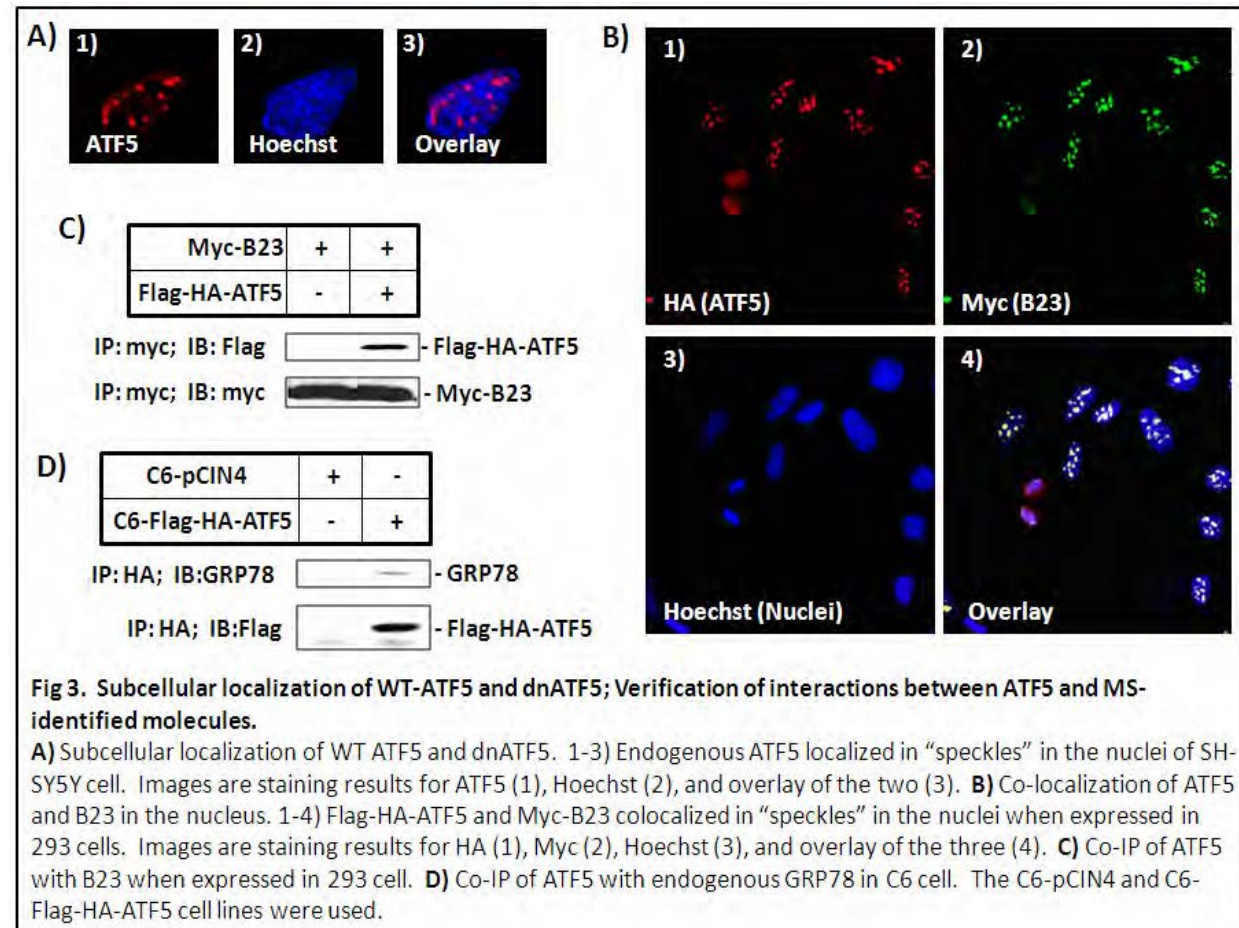 A)
1)
2)
3)
ATF5
Hoechst
Overlay
B)
1)
2)
HA (ATF5)
Myc (B23)
3)
4)
Hoechst (Nuclei)
Overlay
C)
Myc-B23 + +
Flag-HA-ATF5 - +
IP: myc; IB: Flag - Flag-HA-ATF5
IP: myc; IB: myc - Myc-B23
D)
C6-pCIN4 + -
C6-Flag-HA-ATF5 - +
IP: HA; IB:GRP78 - GRP78
IP: HA; IB:Flag - Flag-HA-ATF5
Fig 3. Subcellular localization of WT-ATF5 and dnATF5; Verification of interactions between ATF5 and MS-
identified molecules.
A) Subcellular localization of WT ATF5 and dnATF5. 1-3) Endogenous ATF5 localized in “speckles” in the nuclei of SH-
SY5Y cell. Images are staining results for ATF5 (1), Hoechst (2), and overlay of the two (3). B) Co-localization of ATF5
and B23 in the nucleus. 1-4) Flag-HA-ATF5 and Myc-B23 colocalized in “speckles” in the nuclei when expressed in
293 cells. Images are staining results for HA (1), Myc (2), Hoechst (3), and overlay of the three (4). C) Co-IP of ATF5
with B23 when expressed in 293 cell. D) Co-IP of ATF5 with endogenous GRP78 in C6 cell. The C6-pCIN4 and C6-
Flag-HA-ATF5 cell lines were used.